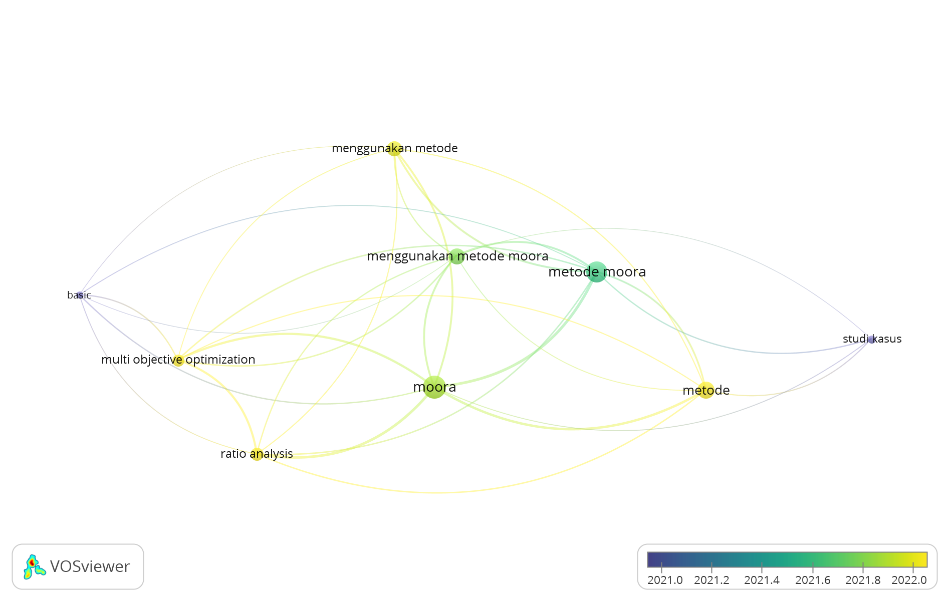 menggunakan metode
menggunakan metode moora
metode moora
basic
studi kasus
multi objective optimization
moora
metode
ratio analysis
VOSviewer
2021.0 2021.2 2021.4 2021.6 2021.8 2022.0